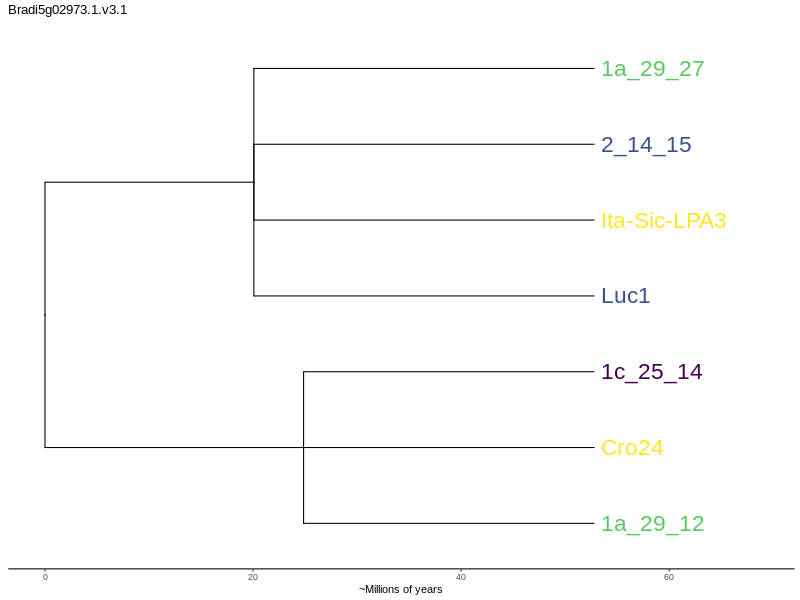 Bradi5g02973.1.v3.1
1a_29_27
2_14_15
Ita-Sic-LPA3
Luc1
1c_25_14
Cro24
1a_29_12
0 20 40 60
~Millions of years